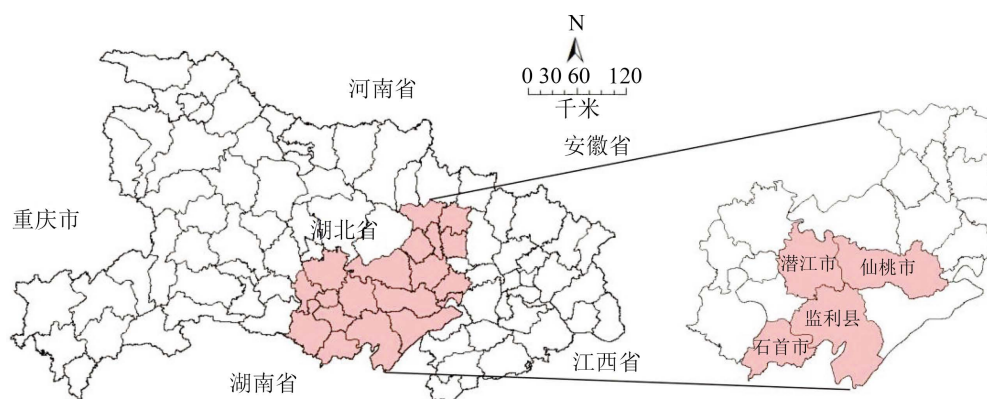 N
0 30 60 120
千米
河南省
安徽省
重庆市
湖北省
潜江市
仙桃市
监利县
石首市
江西省
湖南省